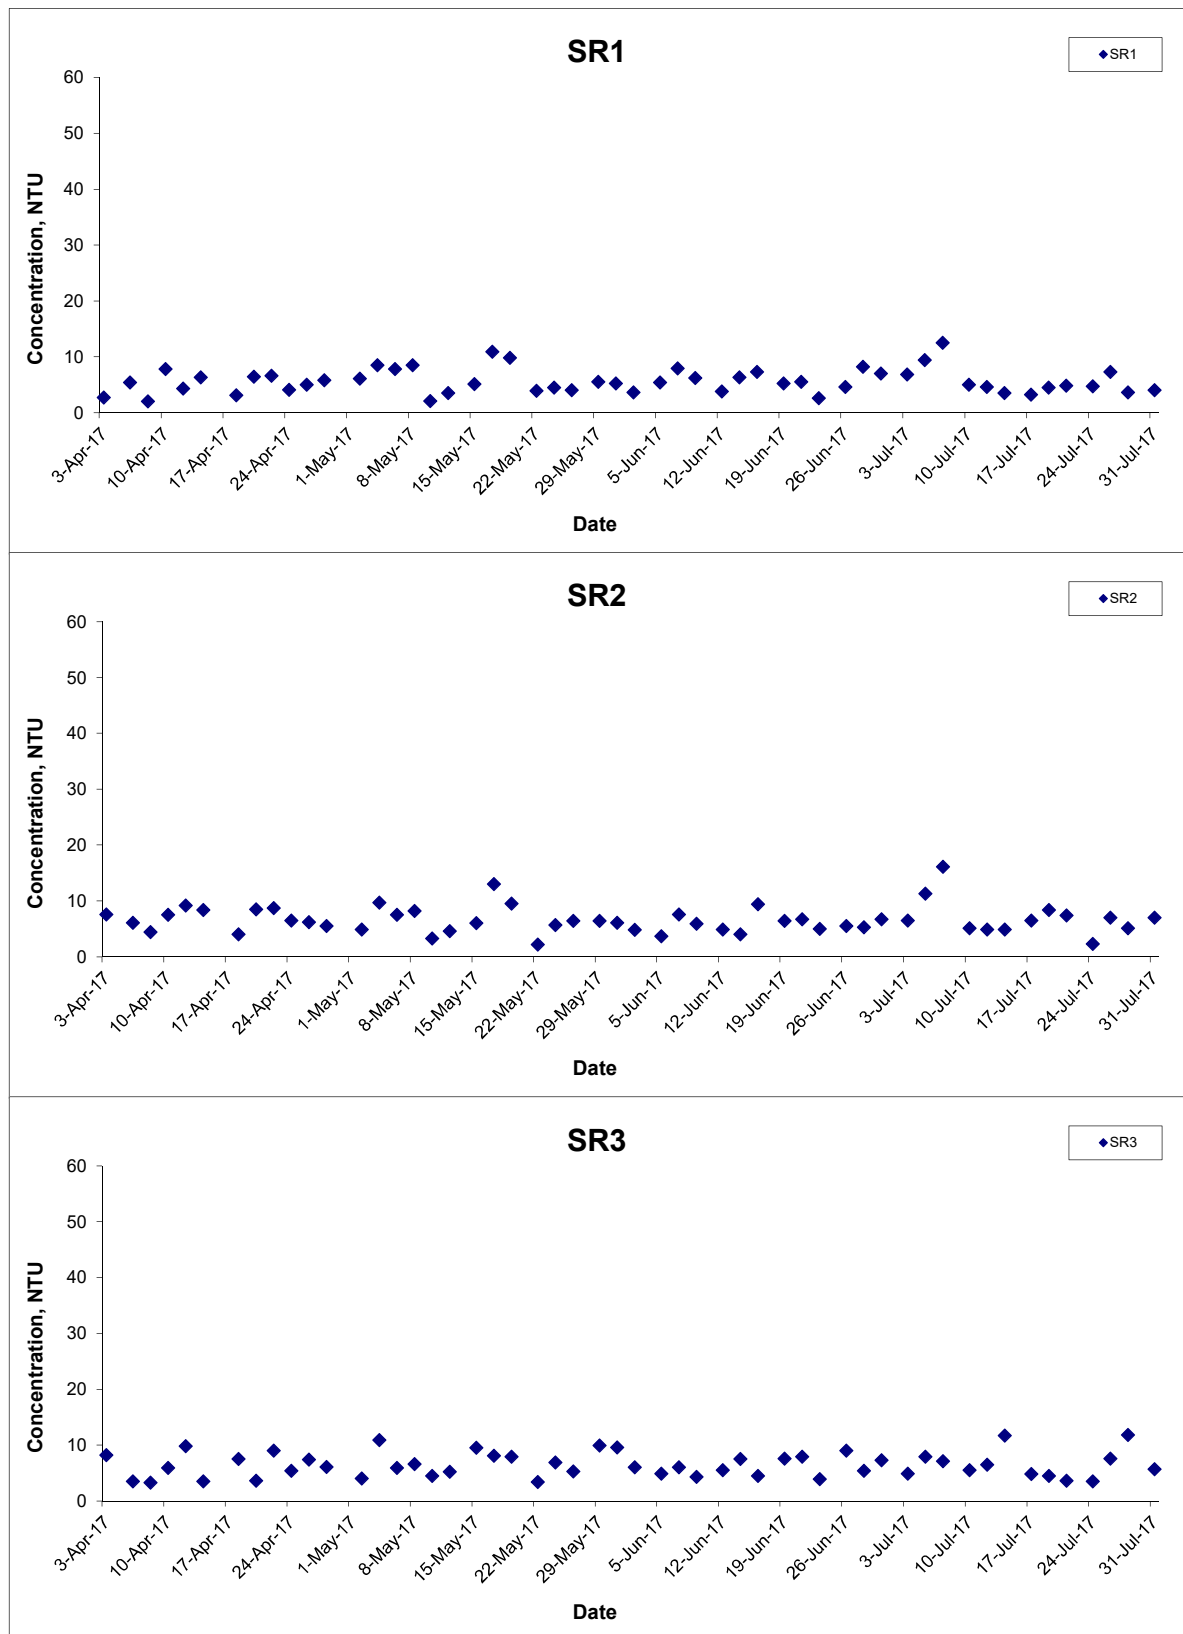 SR1
SR1
60
50
40
30
20
10
0
Concentration, NTU
3-Apr-17
10-Apr-17
17-Apr-17
24-Apr-17
1-May-17
8-May-17
15-May-17
22-May-17
29-May-17
5-Jun-17
12-Jun-17
19-Jun-17
26-Jun-17
3-Jul-17
10-Jul-17
17-Jul-17
24-Jul-17
31-Jul-17
Date
SR2
SR2
60
50
40
30
20
10
0
Concentration, NTU
3-Apr-17
10-Apr-17
17-Apr-17
24-Apr-17
1-May-17
8-May-17
15-May-17
22-May-17
29-May-17
5-Jun-17
12-Jun-17
19-Jun-17
26-Jun-17
3-Jul-17
10-Jul-17
17-Jul-17
24-Jul-17
31-Jul-17
Date
SR3
SR3
60
50
40
30
20
10
0
Concentration, NTU
3-Apr-17
10-Apr-17
17-Apr-17
24-Apr-17
1-May-17
8-May-17
15-May-17
22-May-17
29-May-17
5-Jun-17
12-Jun-17
19-Jun-17
26-Jun-17
3-Jul-17
10-Jul-17
17-Jul-17
24-Jul-17
31-Jul-17
Date